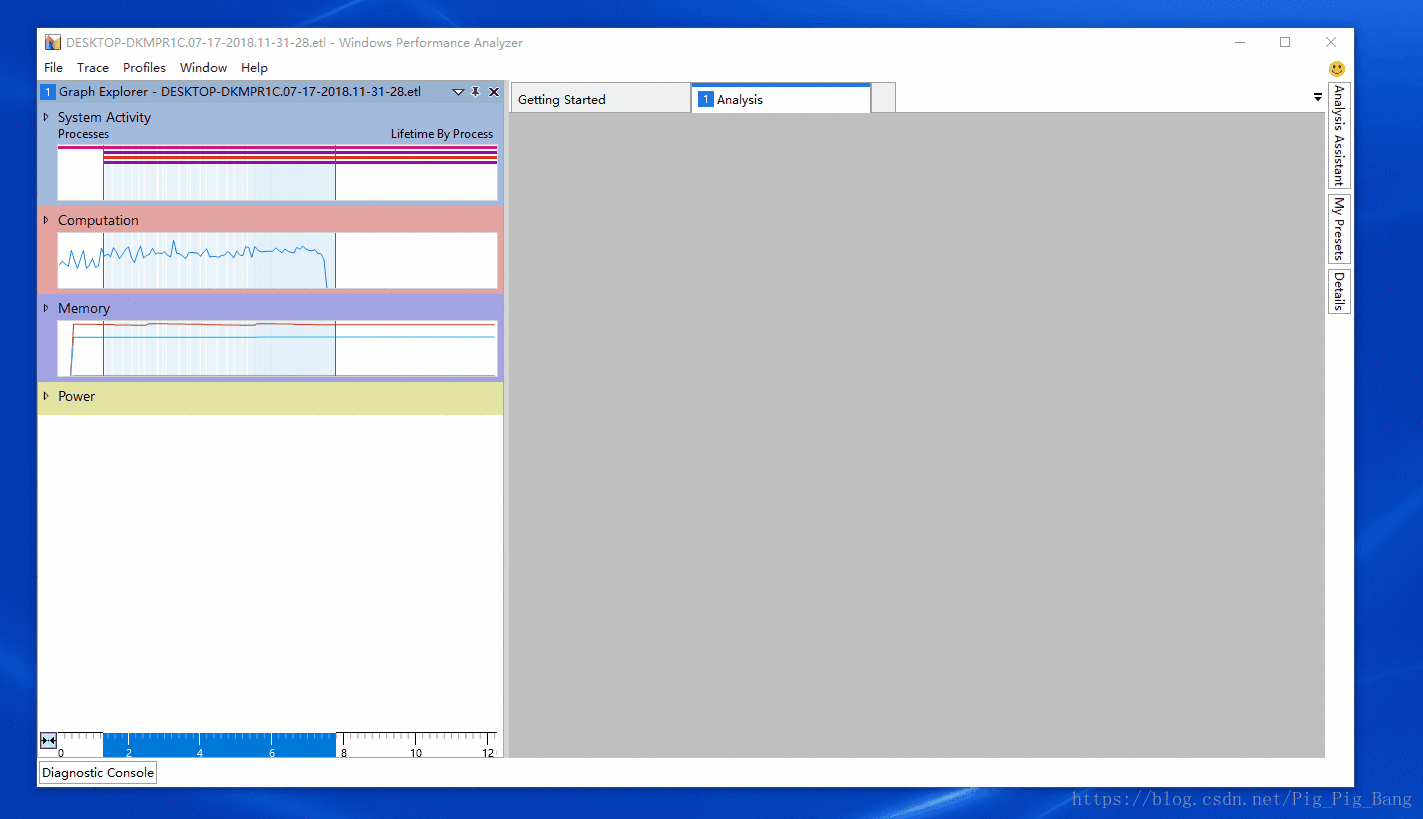 DESKTOP-DKMPR1C.07-17-2018.11-31-28.etl - Windows Performance Analyzer
File Trace Profiles Window Help
1 Graph Explorer - DESKTOP-DKMPR1C.07-17-2018.11-31-28.etl
System Activity
Processes Lifetime By Process
Computation
Memory
Power
0 2 4 6 8 10 12
Diagnostic Console
Getting Started
1 Analysis
Analysis Assistant
My Presets
Details
https://blog.csdn.net/Pig_Pig_Bang